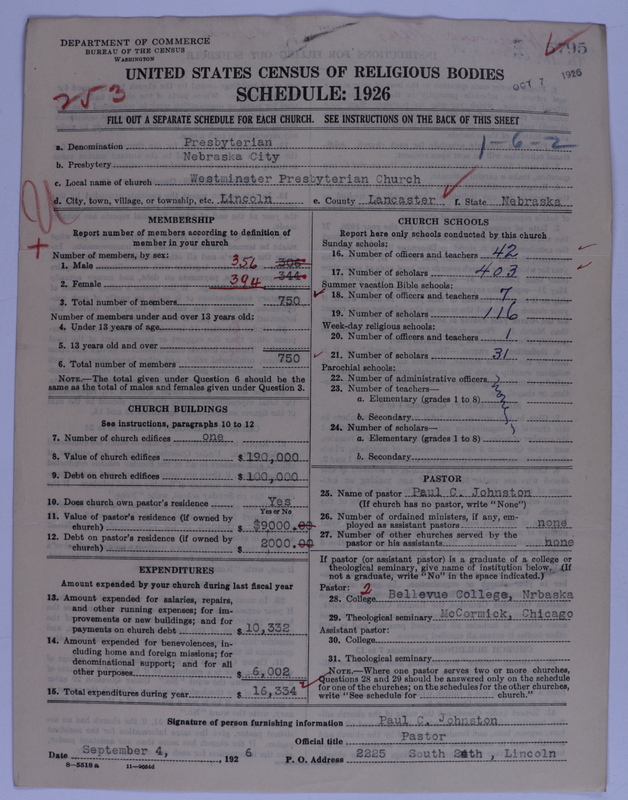 DEPARTMENT OF COMMERCE
BUREAU OF THE CENSUS
WASHINGTON
6795
OCT 7 1926
UNITED STATES CENSUS OF RELIGIOUS BODIES
253
SCHEDULE: 1926
FILL OUT A SEPARATE SCHEDULE FOR EACH CHURCH. SEE INSTRUCTIONS ON THE BACK OF THIS SHEET
1-6-2
a. Denomination Presbyterian
b. Presbytery Nebraska City
c. Local name of church Westminster Presbyterian Church
d. City, town, village, or township, etc. Lincoln e. County Lancaster f. State Nebraska
MEMBERSHIP
Report number of members according to definition of
member in your church
Number of members, by sex:
1. Male 356 306
2. Female 394 344
3. Total number of members 750
Number of members under and over 13 years old:
4. Under 13 years of age
5. 13 years old and over
6. Total number of members 750
NOTE.—The total given under Question 6 should be the
same as the total of males and females given under Question 3.
CHURCH BUILDINGS
See instructions, paragraphs 10 to 12
7. Number of church edifices one
8. Value of church edifices $190,000
9. Debt on church edifices $100,000
10. Does church own pastor's residence Yes
Yes or No
11. Value of pastor's residence (if owned by
church) $ $9000.00
12. Debt on pastor's residence (if owned by
church) $ 2000.00
EXPENDITURES
Amount expended by your church during last fiscal year
13. Amount expended for salaries, repairs,
and other running expenses; for im-
provements or new buildings; and for
payments on church debt $ 10,332
14. Amount expended for benevolences, in-
cluding home and foreign missions; for
denominational support; and for all
other purposes $ 6,002
15. Total expenditures during year $ 16,334
CHURCH SCHOOLS
Report here only schools conducted by this church
Sunday schools:
16. Number of officers and teachers 42
17. Number of scholars 403
Summer vacation Bible schools:
18. Number of officers and teachers 7
19. Number of scholars 116
Week-day religious schools:
20. Number of officers and teachers 1
21. Number of scholars 31
Parochial schools:
22. Number of administrative officers
23. Number of teachers—
a. Elementary (grades 1 to 8)
b. Secondary
24. Number of scholars—
a. Elementary (grades 1 to 8)
b. Secondary
PASTOR
25. Name of pastor Paul C. Johnston
(If church has no pastor, write "None")
26. Number of ordained ministers, if any, em-
ployed as assistant pastors none
27. Number of other churches served by the
pastor or his assistants none
If pastor (or assistant pastor) is a graduate of a college or
theological seminary, give name of institution below. (If
not a graduate, write "No" in the space indicated.)
Pastor: 2
28. College Bellevue College, Nrbaska
29. Theological seminary McCormick, Chicago
Assistant pastor:
30. College
31. Theological seminary
NOTE.—Where one pastor serves two or more churches,
Questions 28 and 29 should be answered only on the schedule
for one of the churches; on the schedules for the other churches,
write "See schedule for church."
Signature of person furnishing information Paul C. Johnston
Official title Pastor
Date September 4, 1926 P. O. Address 2225 South 24th, Lincoln
8-5518a 11-9664d